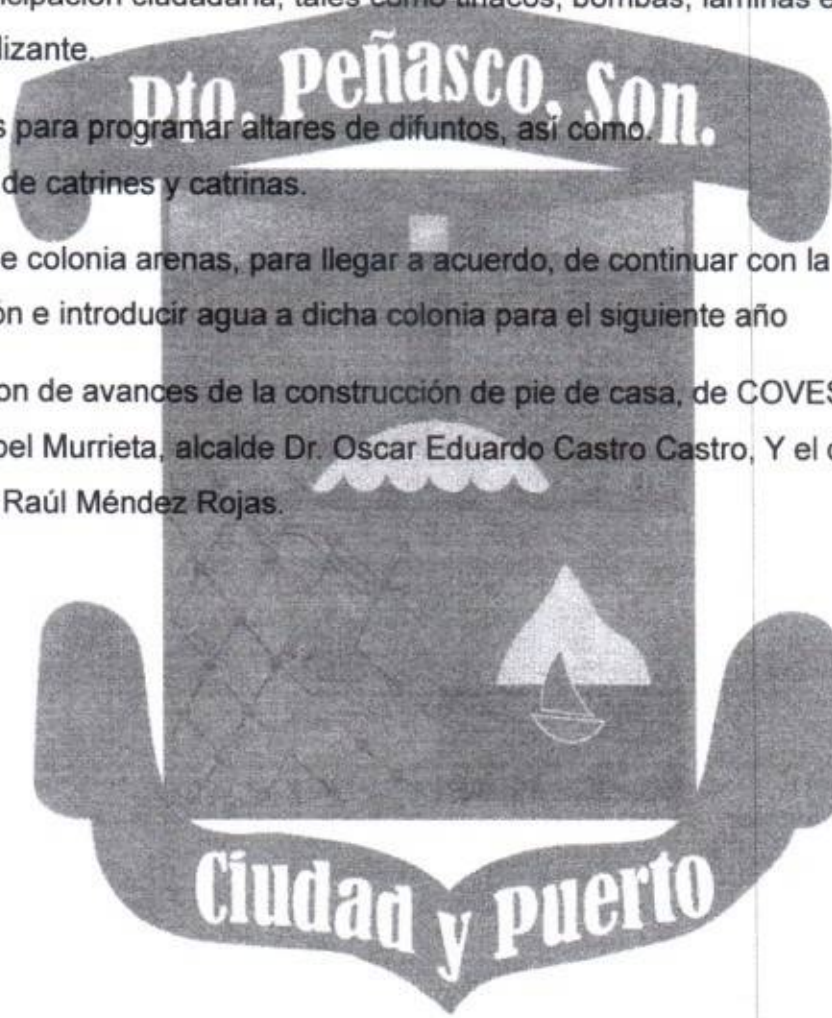 cipación ciudadana, tales como tinacos, bombas, láminas e
lizante.
Pto. Peñasco, Son.
s para programar altares de difuntos, así como.
de catrines y catrinas.
e colonia arenas, para llegar a acuerdo, de continuar con la
ón e introducir agua a dicha colonia para el siguiente año
on de avances de la construcción de pie de casa, de COVES
bel Murrieta, alcalde Dr. Oscar Eduardo Castro Castro, Y el
Raúl Méndez Rojas.
Ciudad y Puerto